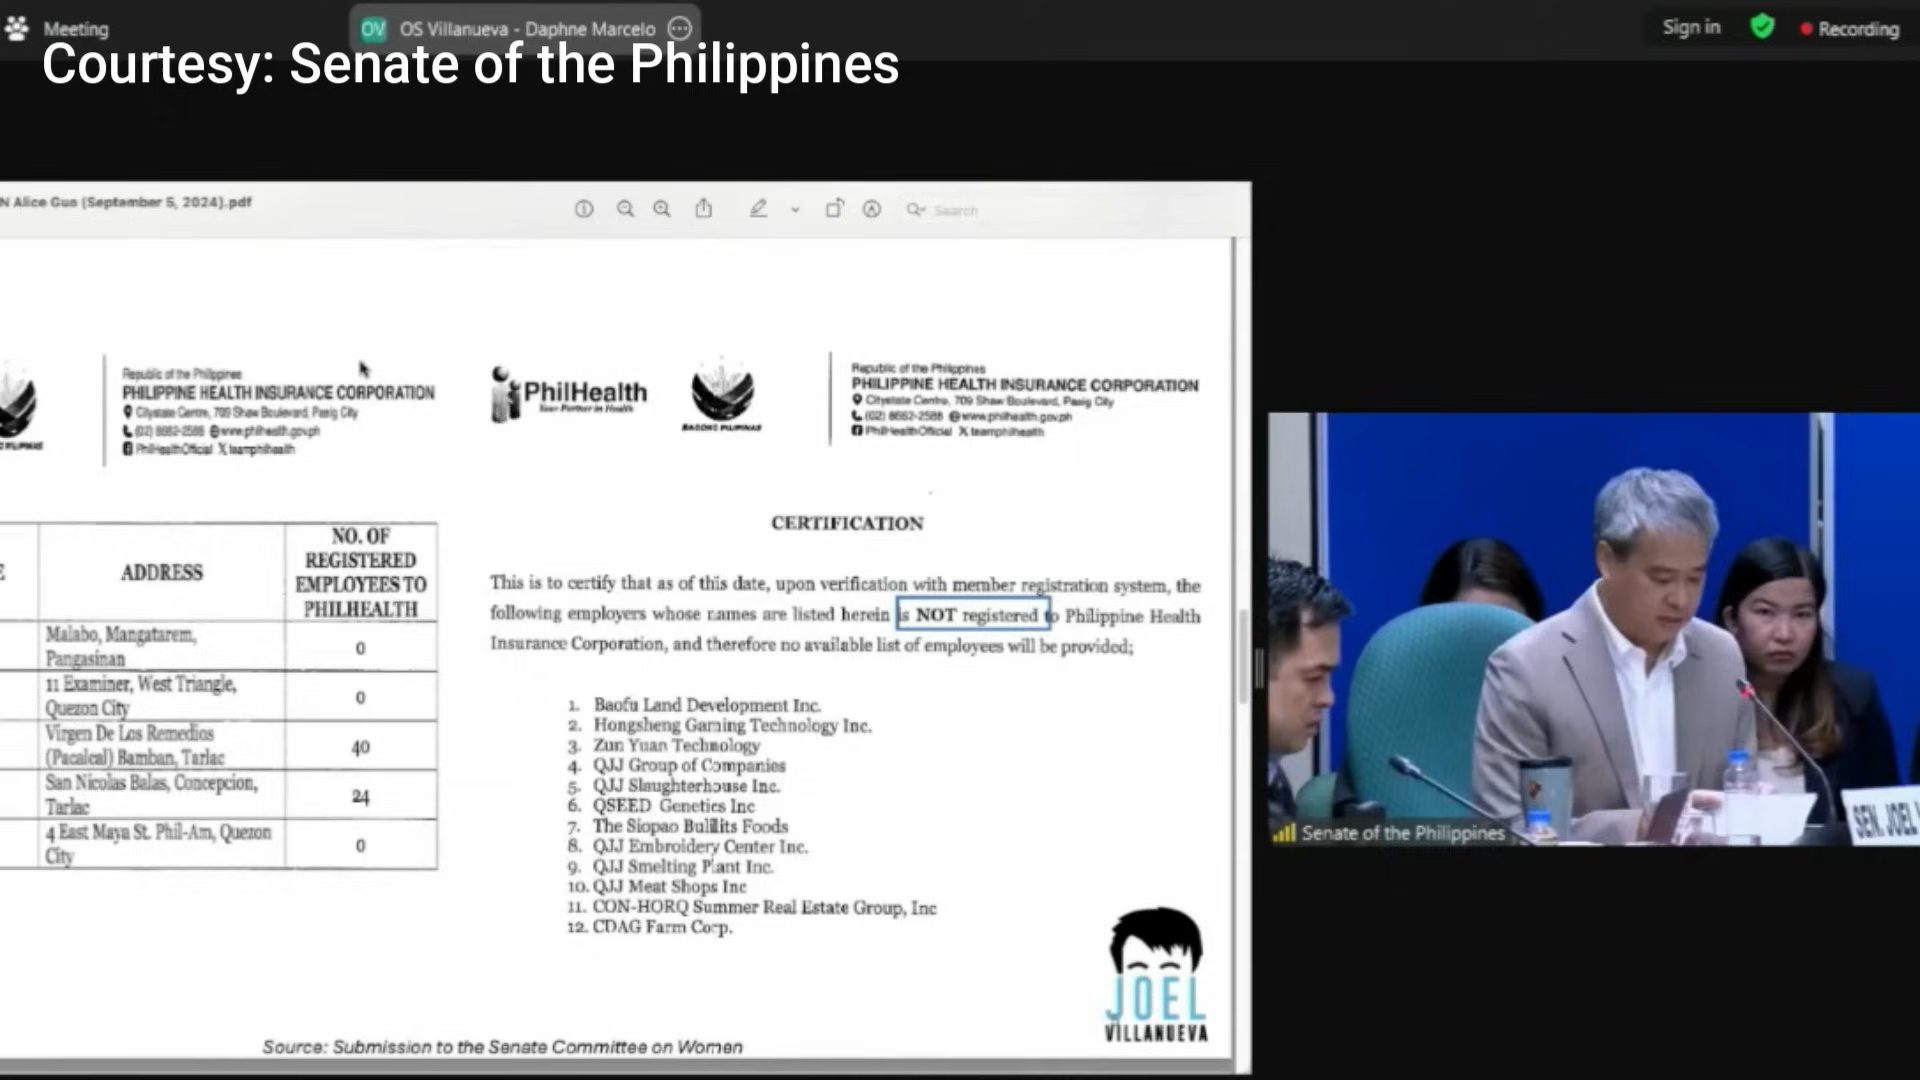 Meeting
OV OS Villanueva - Daphne Marcelo
Sign in
Recording
Courtesy: Senate of the Philippines
N Alice Guo (September 5, 2024).pdf
Search
Republic of the Philippines
PHILIPPINE HEALTH INSURANCE CORPORATION
Citystate Centre, 709 Shaw Boulevard, Pasig City
(02) 8662-2588 www.philhealth.gov.ph
PhilHealthOfficial X teamphilhealth
PhilHealth
Your Partner in Health
BAGONG PILIPINAS
Republic of the Philippines
PHILIPPINE HEALTH INSURANCE CORPORATION
Citystate Centre, 709 Shaw Boulevard, Pasig City
(02) 8662-2588 www.philhealth.gov.ph
PhilHealthOfficial X teamphilhealth
ADDRESS
NO. OF
REGISTERED
EMPLOYEES TO
PHILHEALTH
Malabo, Mangatarem,
Pangasinan
0
11 Examiner, West Triangle,
Quezon City
0
Virgen De Los Remedios
(Pacalcal) Bamban, Tarlac
40
San Nicolas Balas, Concepcion,
Tarlac
24
4 East Maya St. Phil-Am, Quezon
City
0
CERTIFICATION
This is to certify that as of this date, upon verification with member registration system, the
following employers whose names are listed herein is NOT registered to Philippine Health
Insurance Corporation, and therefore no available list of employees will be provided;
1. Baofu Land Development Inc.
2. Hongsheng Gaming Technology Inc.
3. Zun Yuan Technology
4. QJJ Group of Companies
5. QJJ Slaughterhouse Inc.
6. QSEED Genetics Inc
7. The Siopao Bulilits Foods
8. QJJ Embroidery Center Inc.
9. QJJ Smelting Plant Inc.
10. QJJ Meat Shops Inc
11. CON-HORQ Summer Real Estate Group, Inc
12. CDAG Farm Corp.
JOEL
VILLANUEVA
Source: Submission to the Senate Committee on Women
Senate of the Philippines
SEN. JOEL